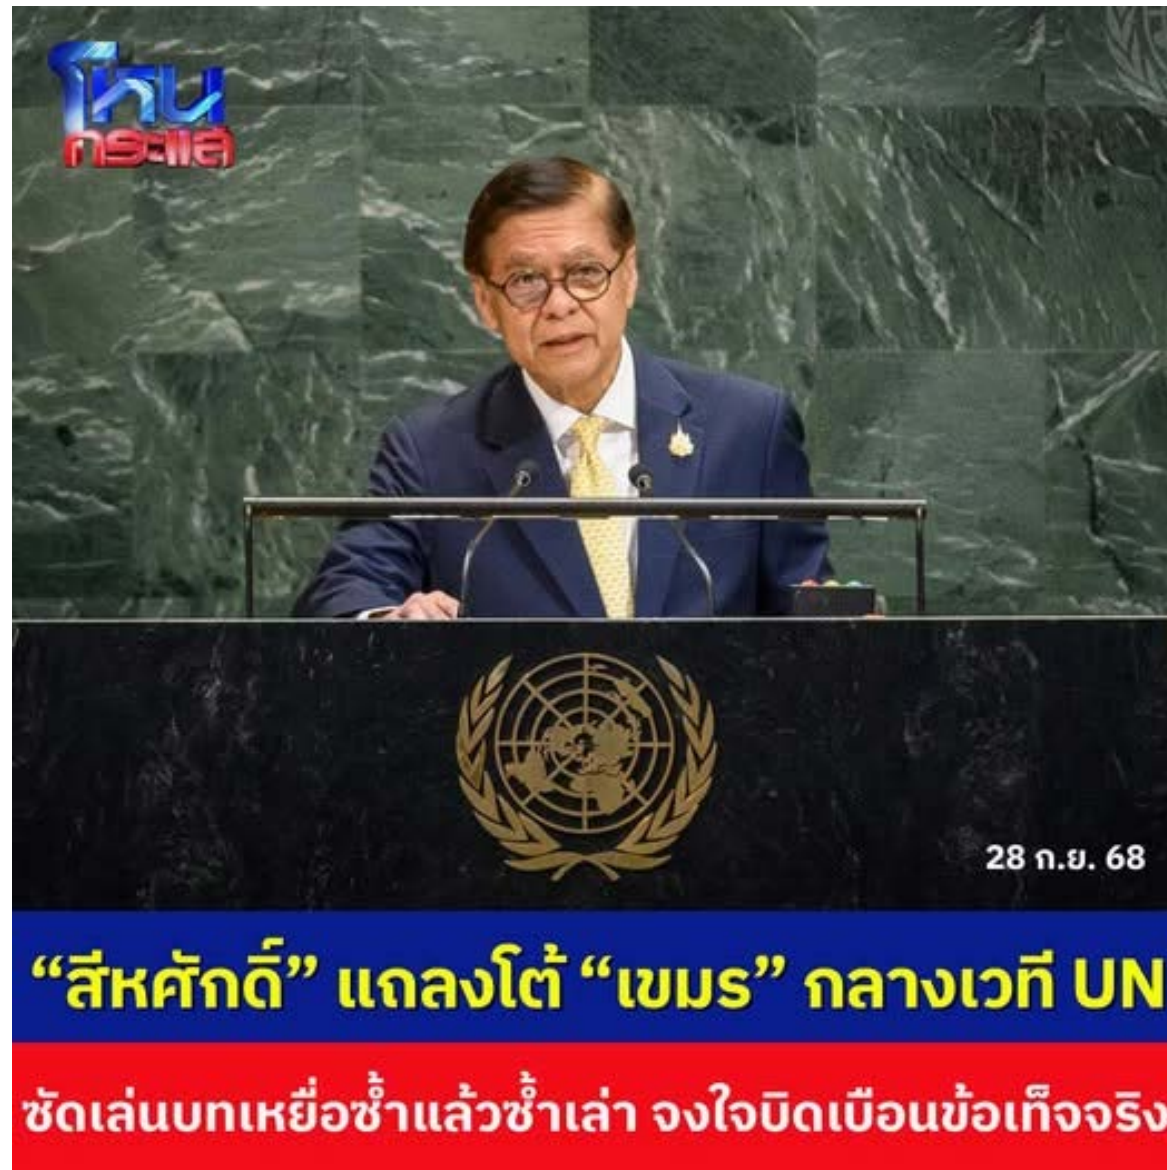 โหน
กระแส
28 ก.ย. 68
“สีหศักดิ์” แถลงโต้ “เขมร” กลางเวที UN
ซัดเล่นบทเหยื่อซ้ำแล้วซ้ำเล่า จงใจบิดเบือนข้อเท็จจริง